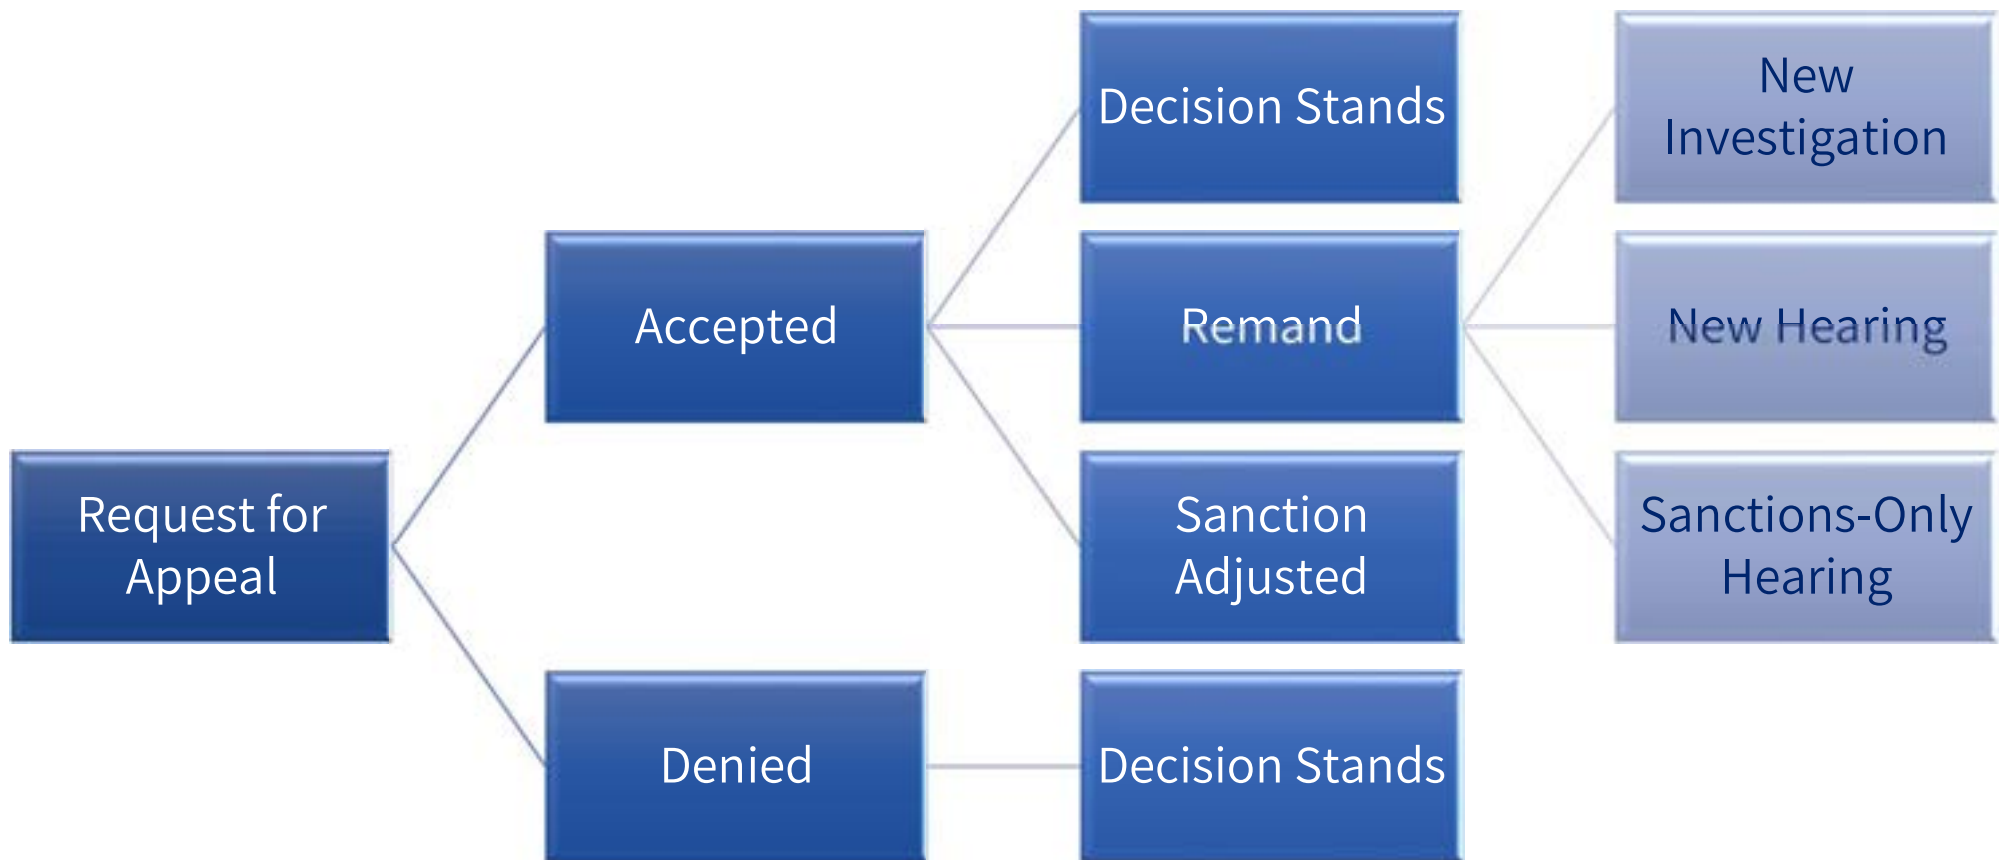 Request for
Appeal
Accepted
Denied
Decision Stands
Remand
Sanction
Adjusted
Decision Stands
New
Investigation
New Hearing
Sanctions-Only
Hearing